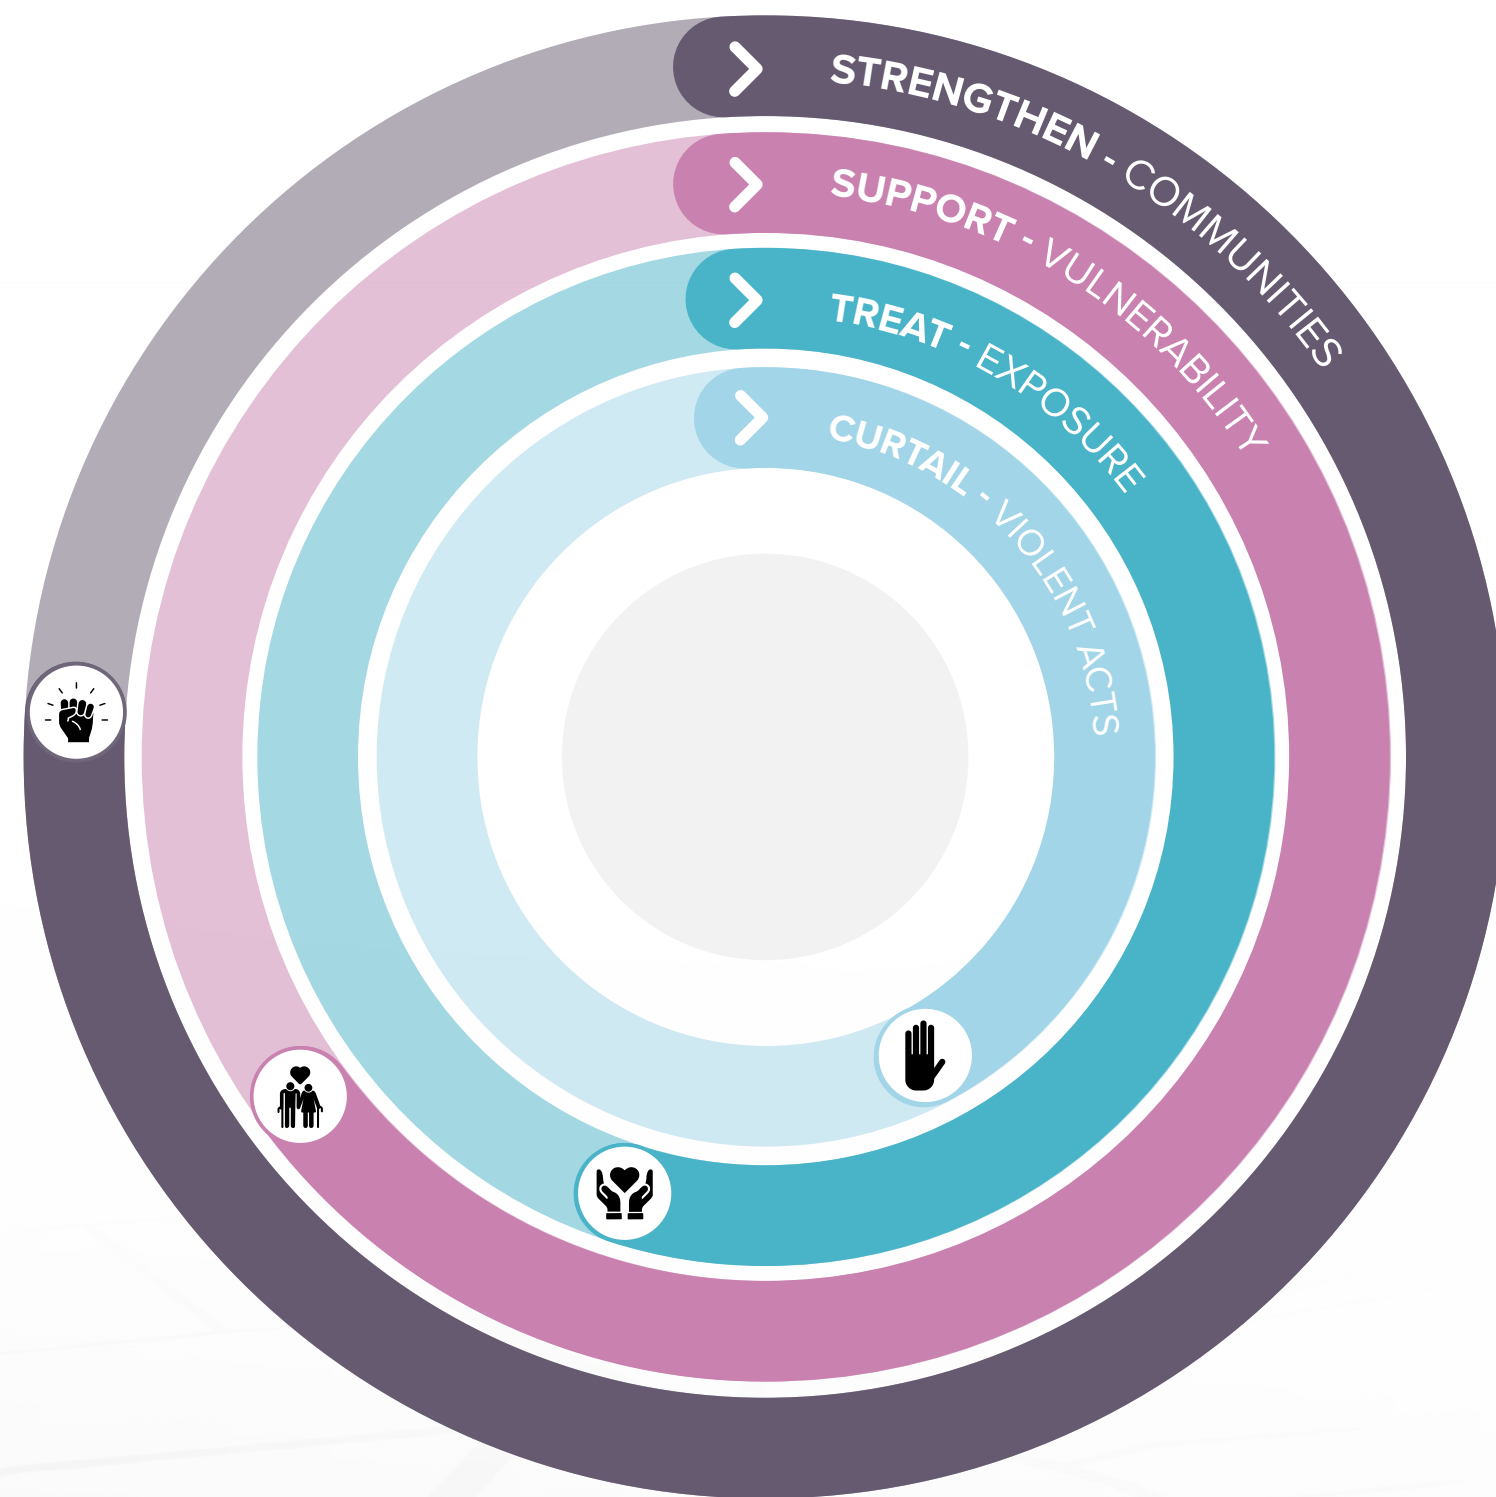 STRENGTHEN - COMMUNITIES
SUPPORT - VULNERABILITY
TREAT - EXPOSURE
CURTAIL - VIOLENT ACTS